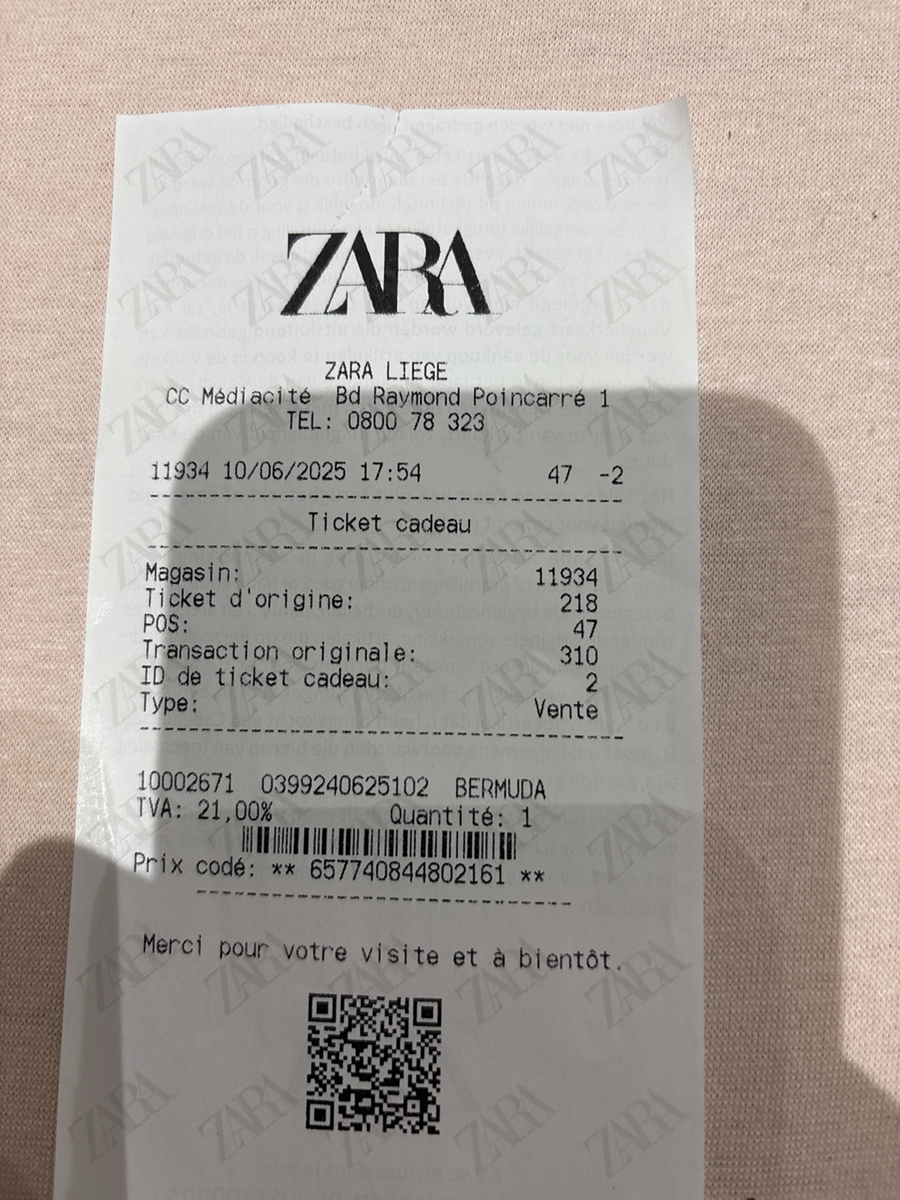 ZARA
ZARA LIEGE
CC Médiacité  Bd Raymond Poincarré 1
TEL: 0800 78 323
11934 10/06/2025 17:54 47 -2
Ticket cadeau
Magasin: 11934
Ticket d'origine: 218
POS: 47
Transaction originale: 310
ID de ticket cadeau: 2
Type: Vente
10002671 0399240625102 BERMUDA
TVA: 21,00% Quantité: 1
Prix codé: ** 657740844802161 **
Merci pour votre visite et à bientôt.